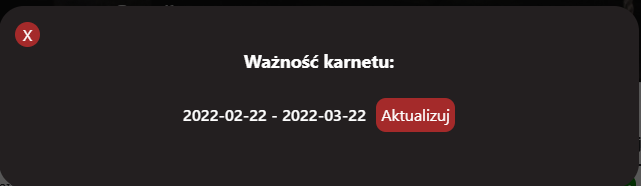 X
Ważność karnetu:
2022-02-22 - 2022-03-22 Aktualizuj